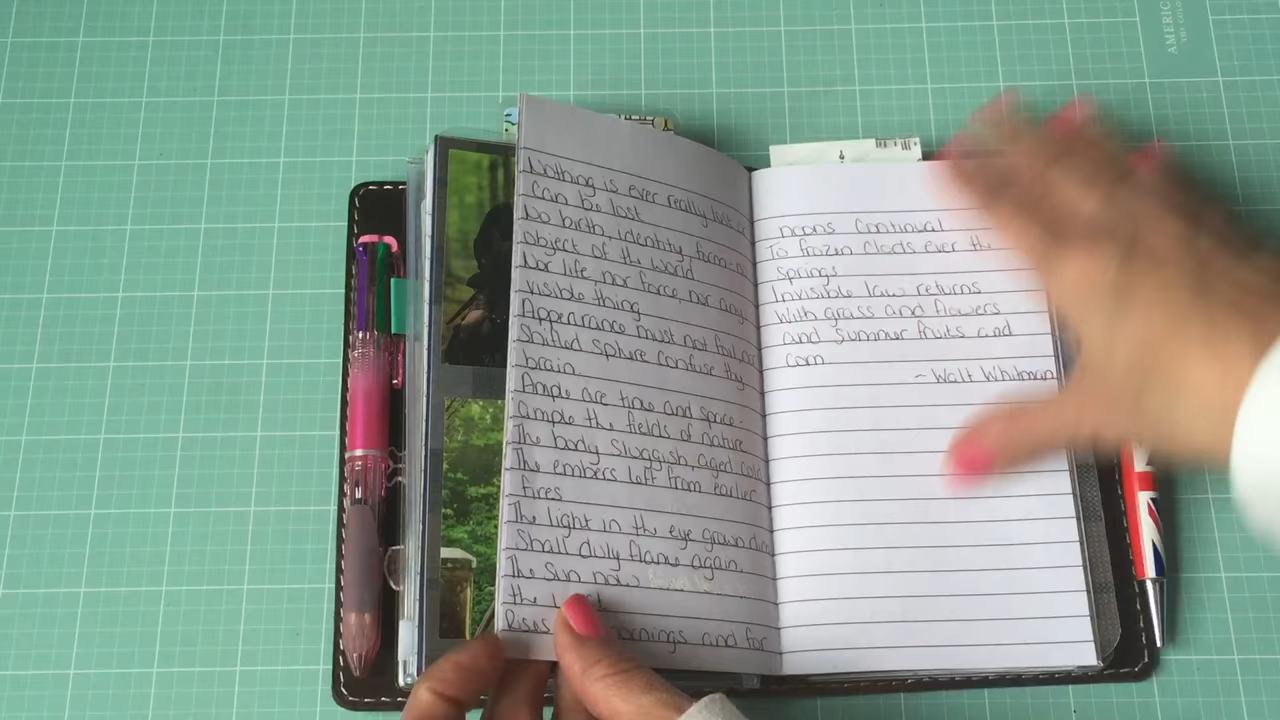 AMERIC
THE COLO
Nothing is ever really lost
can be lost
No birth, identity, form-n
object of the world
Nor life, nor force, nor any
visible thing
Appearance must not foil, nor
Shifted sphere confuse thy
brain.
Ample are time and space-
ample the fields of nature
The body sluggish, aged, cold
The embers left from earlier
fires
The light in the eye grown dim
Shall duly flame again.
The sun now
the
Rises mornings and for
noons Continual
To frozen clods ever the
springs
Invisible law returns
With grass and flowers
and summer fruits and
corn
~ Walt Whitman